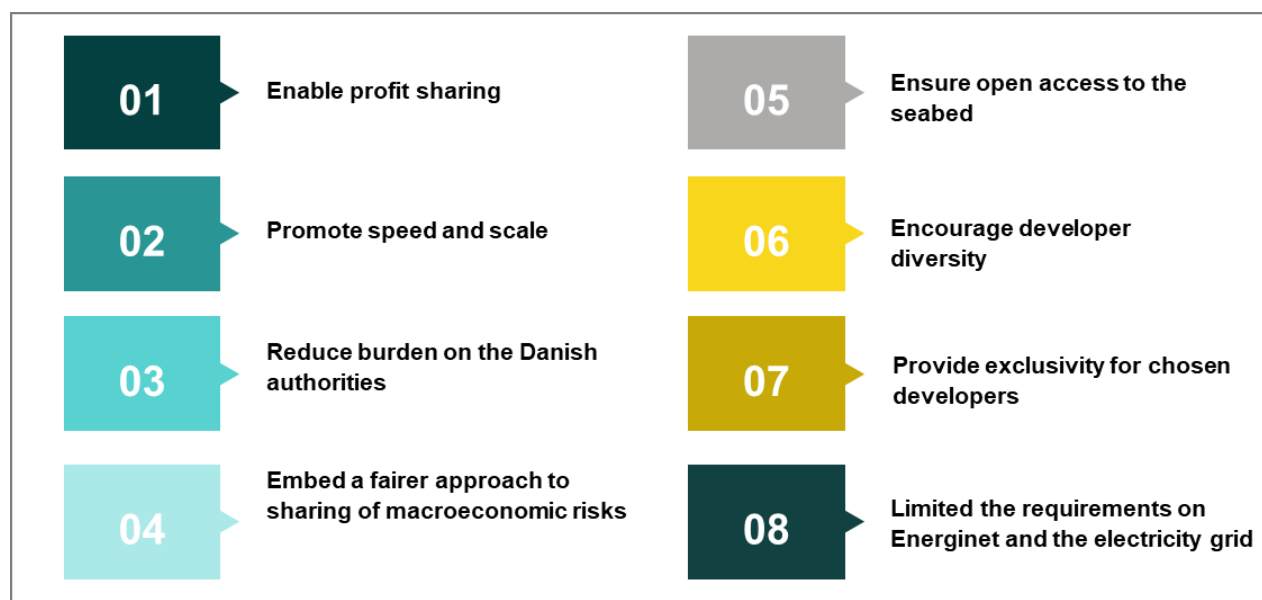 01
Enable profit sharing
02
Promote speed and scale
03
Reduce burden on the Danish
authorities
04
Embed a fairer approach to
sharing of macroeconomic risks
05
Ensure open access to the
seabed
06
Encourage developer
diversity
07
Provide exclusivity for chosen
developers
08
Limited the requirements on
Energinet and the electricity grid